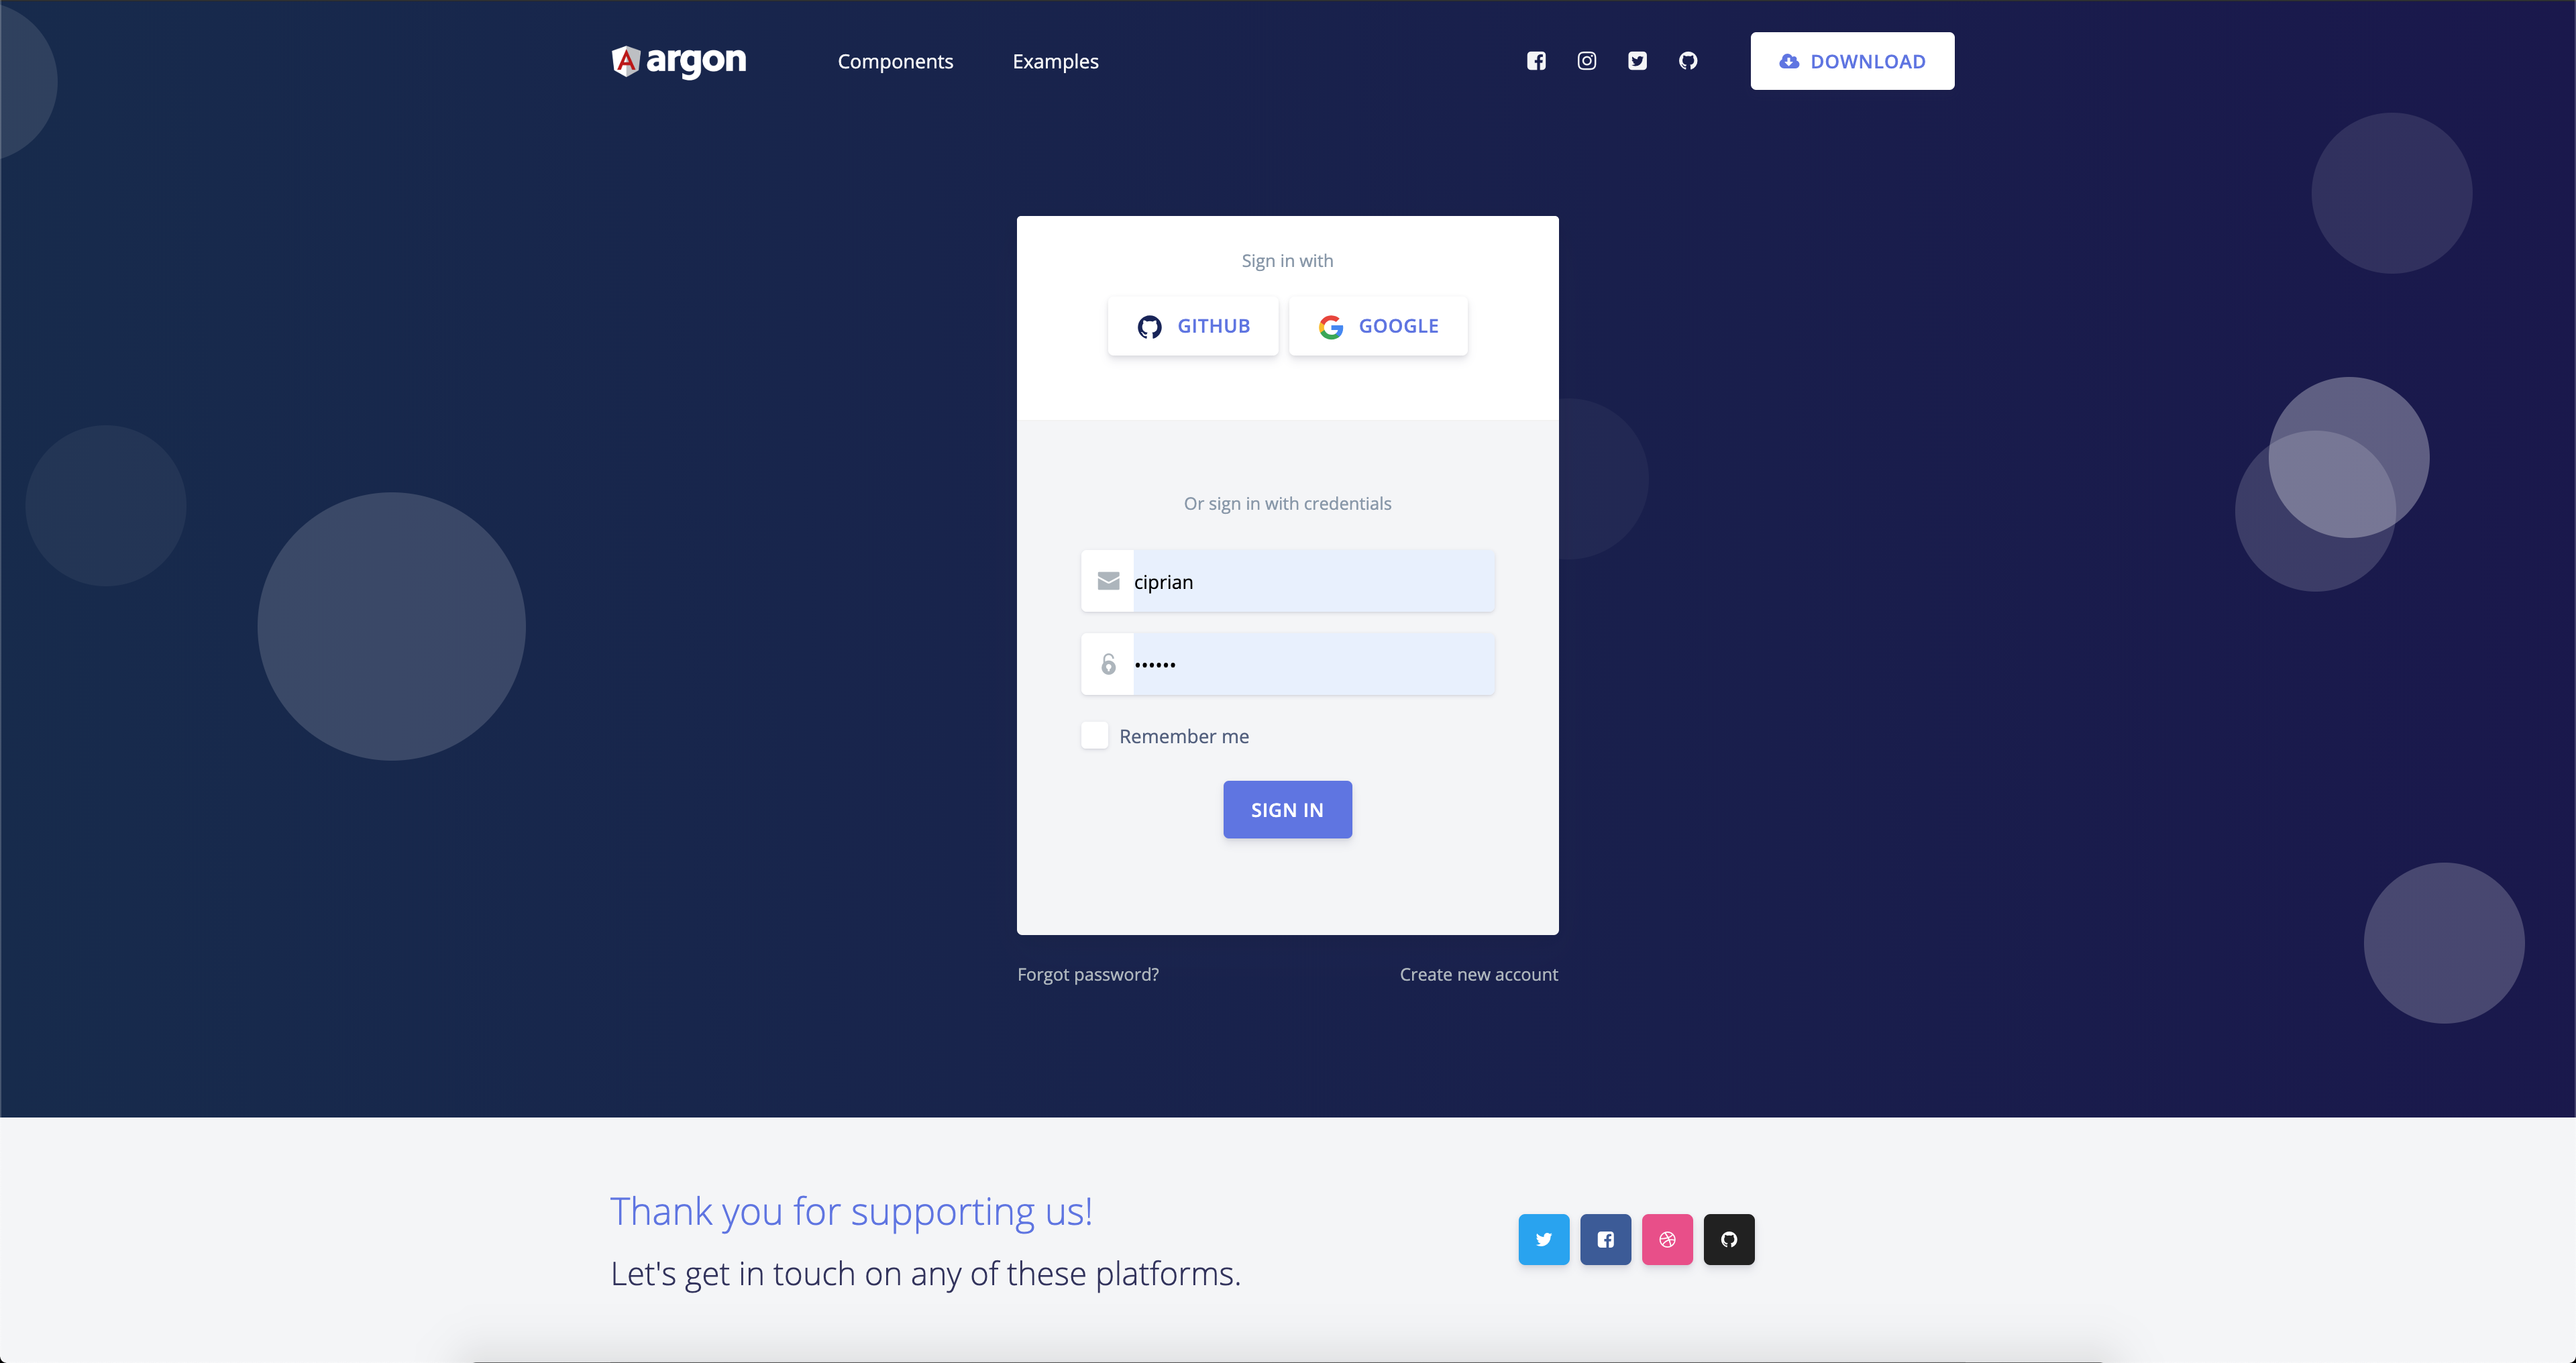 argon
Components
Examples
DOWNLOAD
Sign in with
GITHUB
GOOGLE
Or sign in with credentials
ciprian
••••••
Remember me
SIGN IN
Forgot password?
Create new account
Thank you for supporting us!
Let's get in touch on any of these platforms.